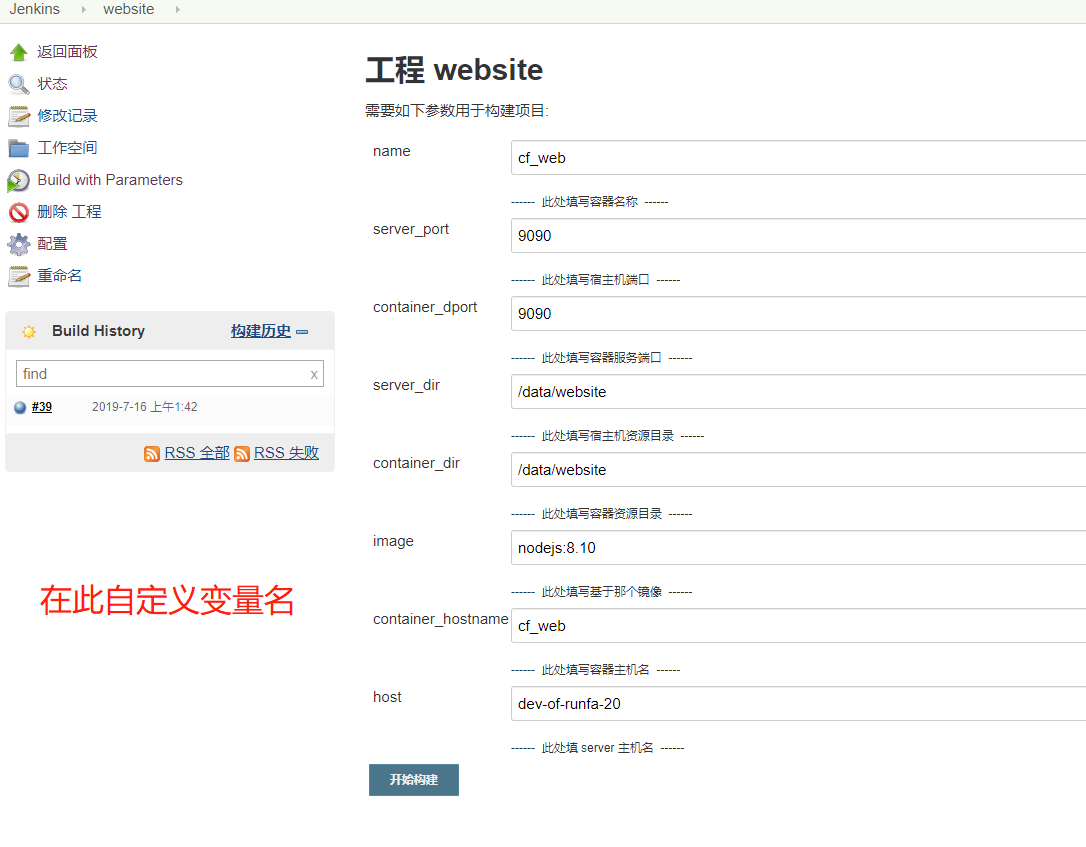 Jenkins website
返回面板
状态
修改记录
工作空间
Build with Parameters
删除 工程
配置
重命名
Build History 构建历史
find x
#39 2019-7-16 上午1:42
RSS 全部 RSS 失败
在此自定义变量名
工程 website
需要如下参数用于构建项目:
name cf_web
------ 此处填写容器名称 ------
server_port 9090
------ 此处填写宿主机端口 ------
container_dport 9090
------ 此处填写容器服务端口 ------
server_dir /data/website
------ 此处填写宿主机资源目录 ------
container_dir /data/website
------ 此处填写容器资源目录 ------
image nodejs:8.10
------ 此处填写基于那个镜像 ------
container_hostname cf_web
------ 此处填写容器主机名 ------
host dev-of-runfa-20
------ 此处填 server 主机名 ------
开始构建